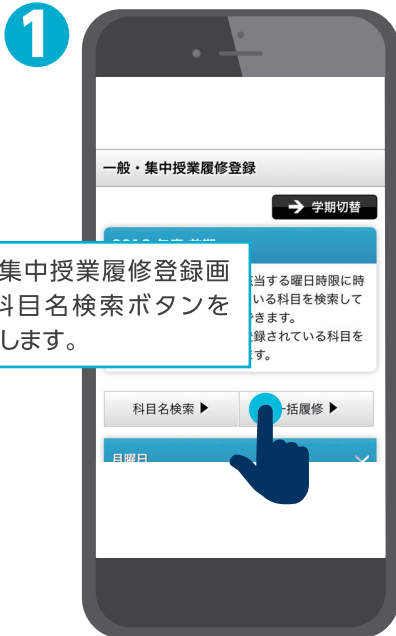 1
一般・集中授業履修登録
→ 学期切替
集中授業履修登録画
科目名検索ボタンを
します。
当する曜日時限に時
いる科目を検索して
きます。
録されている科目を
す。
科目名検索▶
括履修▶
月曜日